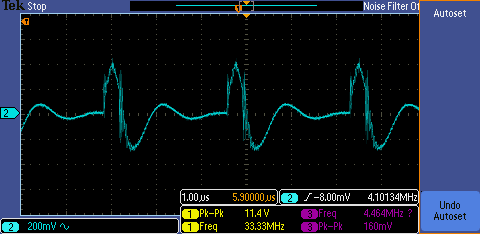 Tek Stop Noise Filter Of
Autoset
2
1.00µs 5.90000µs 2 -8.00mV 4.10134MHz
1 Pk-Pk 11.4 V 3 Freq 4.464MHz ?
1 Freq 33.33MHz 3 Pk-Pk 160mV
2 200mV
Undo
Autoset